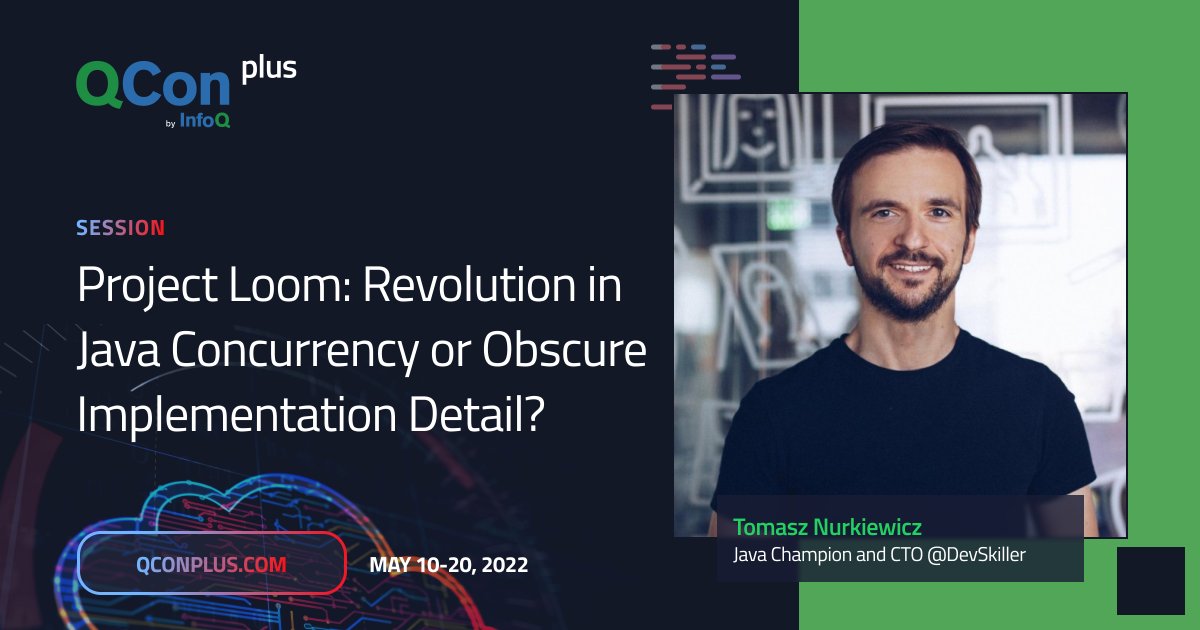 QCon plus
by InfoQ
SESSION
Project Loom: Revolution in
Java Concurrency or Obscure
Implementation Detail?
QCONPLUS.COM
MAY 10-20, 2022
Tomasz Nurkiewicz
Java Champion and CTO @DevSkiller